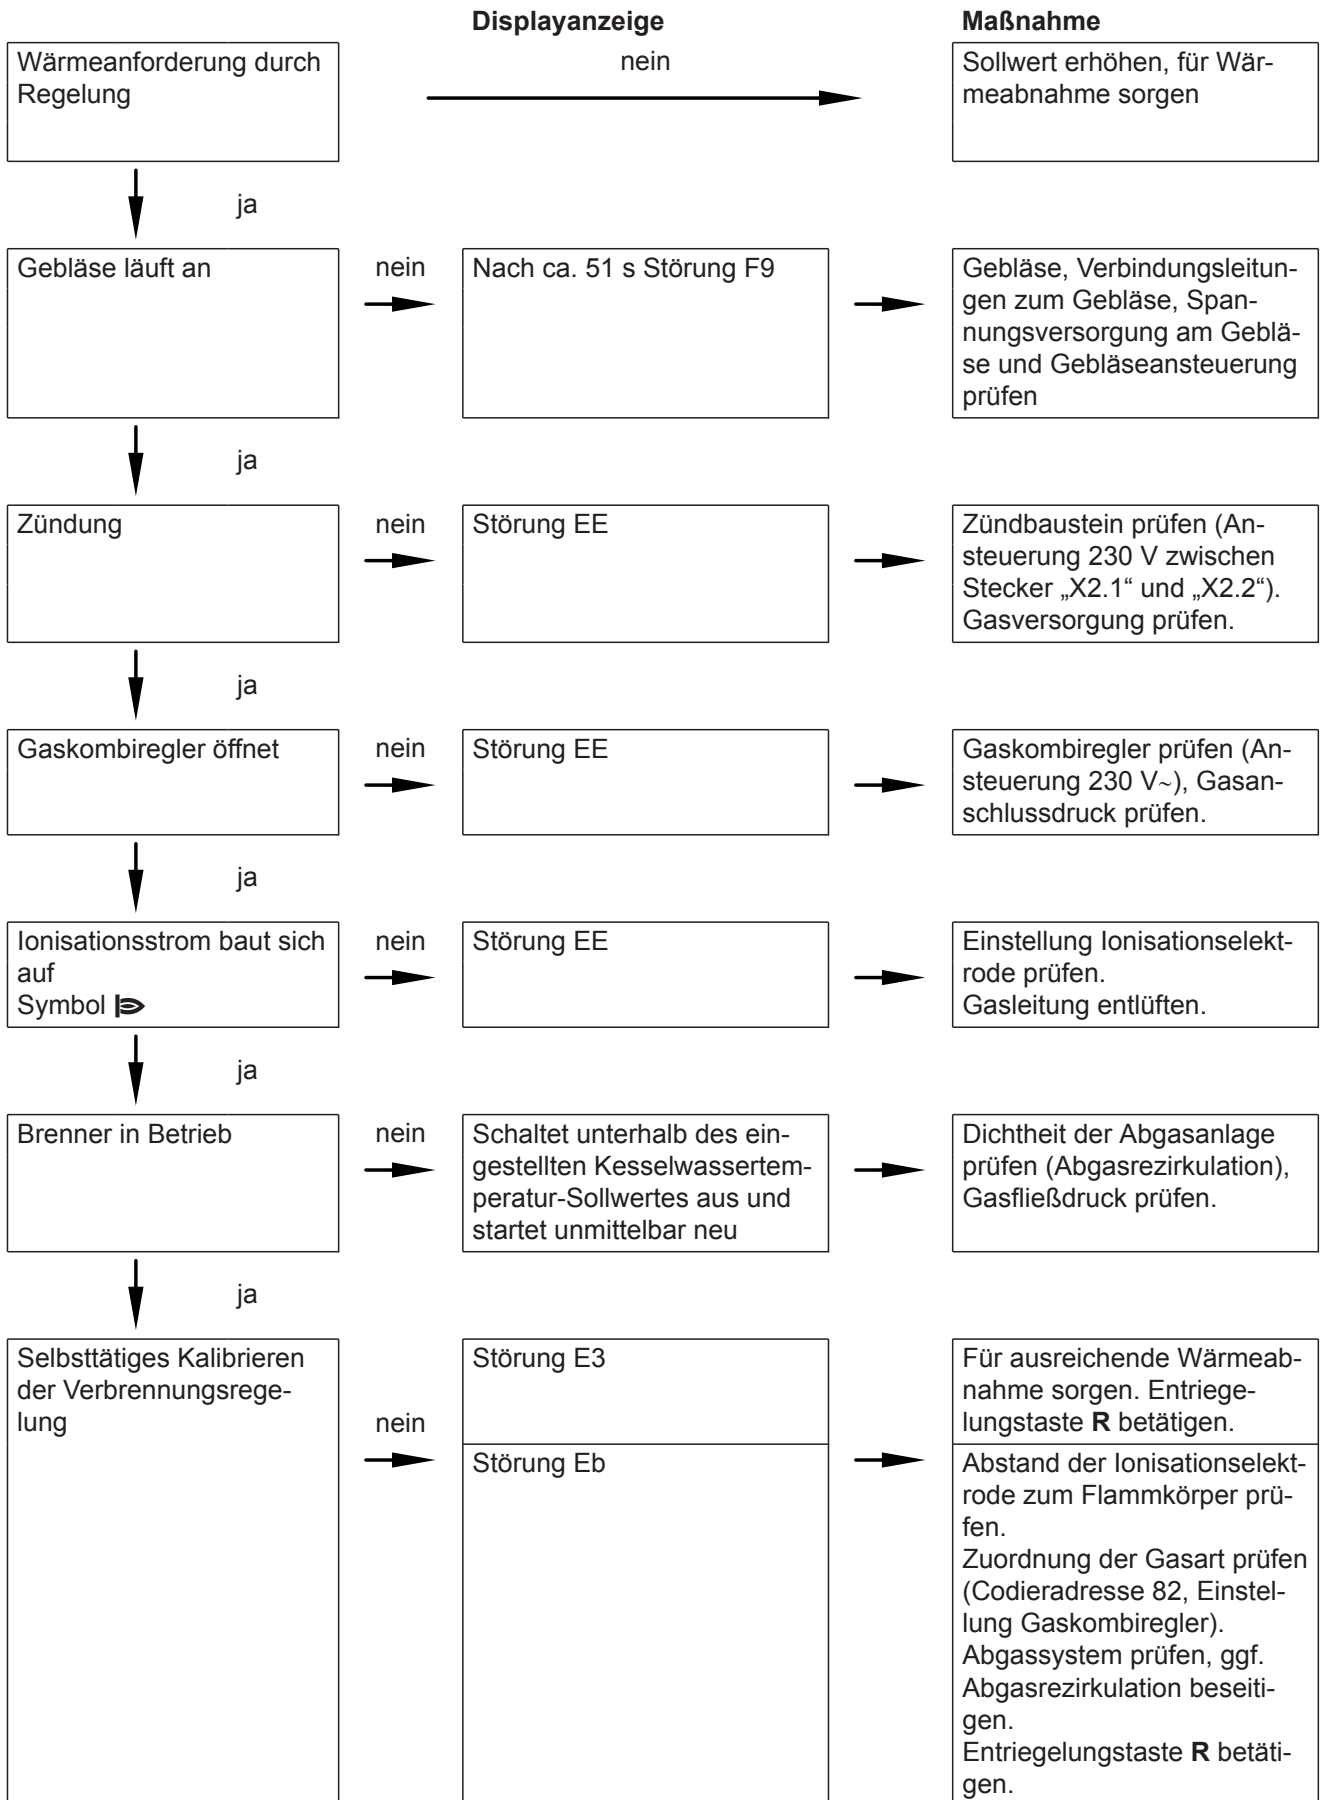 Displayanzeige
Maßnahme
Wärmeanforderung durch
Regelung
nein
Sollwert erhöhen, für Wär-
meabnahme sorgen
ja
Gebläse läuft an
nein
Nach ca. 51 s Störung F9
Gebläse, Verbindungsleitun-
gen zum Gebläse, Span-
nungsversorgung am Geblä-
se und Gebläseansteuerung
prüfen
ja
Zündung
nein
Störung EE
Zündbaustein prüfen (An-
steuerung 230 V zwischen
Stecker „X2.1“ und „X2.2“).
Gasversorgung prüfen.
ja
Gaskombiregler öffnet
nein
Störung EE
Gaskombiregler prüfen (An-
steuerung 230 V~), Gasan-
schlussdruck prüfen.
ja
Ionisationsstrom baut sich
auf
Symbol
nein
Störung EE
Einstellung Ionisationselekt-
rode prüfen.
Gasleitung entlüften.
ja
Brenner in Betrieb
nein
Schaltet unterhalb des ein-
gestellten Kesselwassertem-
peratur-Sollwertes aus und
startet unmittelbar neu
Dichtheit der Abgasanlage
prüfen (Abgasrezirkulation),
Gasfließdruck prüfen.
ja
Selbsttätiges Kalibrieren
der Verbrennungsrege-
lung
nein
Störung E3
Für ausreichende Wärmeab-
nahme sorgen. Entriege-
lungstaste R betätigen.
Störung Eb
Abstand der Ionisationselekt-
rode zum Flammkörper prü-
fen.
Zuordnung der Gasart prüfen
(Codieradresse 82, Einstel-
lung Gaskombiregler).
Abgassystem prüfen, ggf.
Abgasrezirkulation beseiti-
gen.
Entriegelungstaste R betäti-
gen.